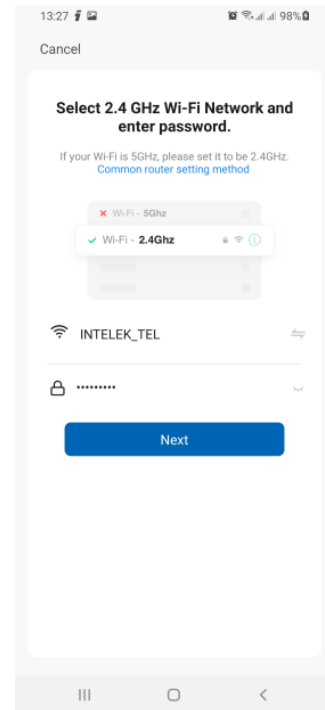 13:27 98%
Cancel
Select 2.4 GHz Wi-Fi Network and
enter password.
If your Wi-Fi is 5GHz, please set it to be 2.4GHz.
Common router setting method
Wi-Fi - 5Ghz
Wi-Fi - 2.4Ghz
INTELEK_TEL
•••••••••
Next